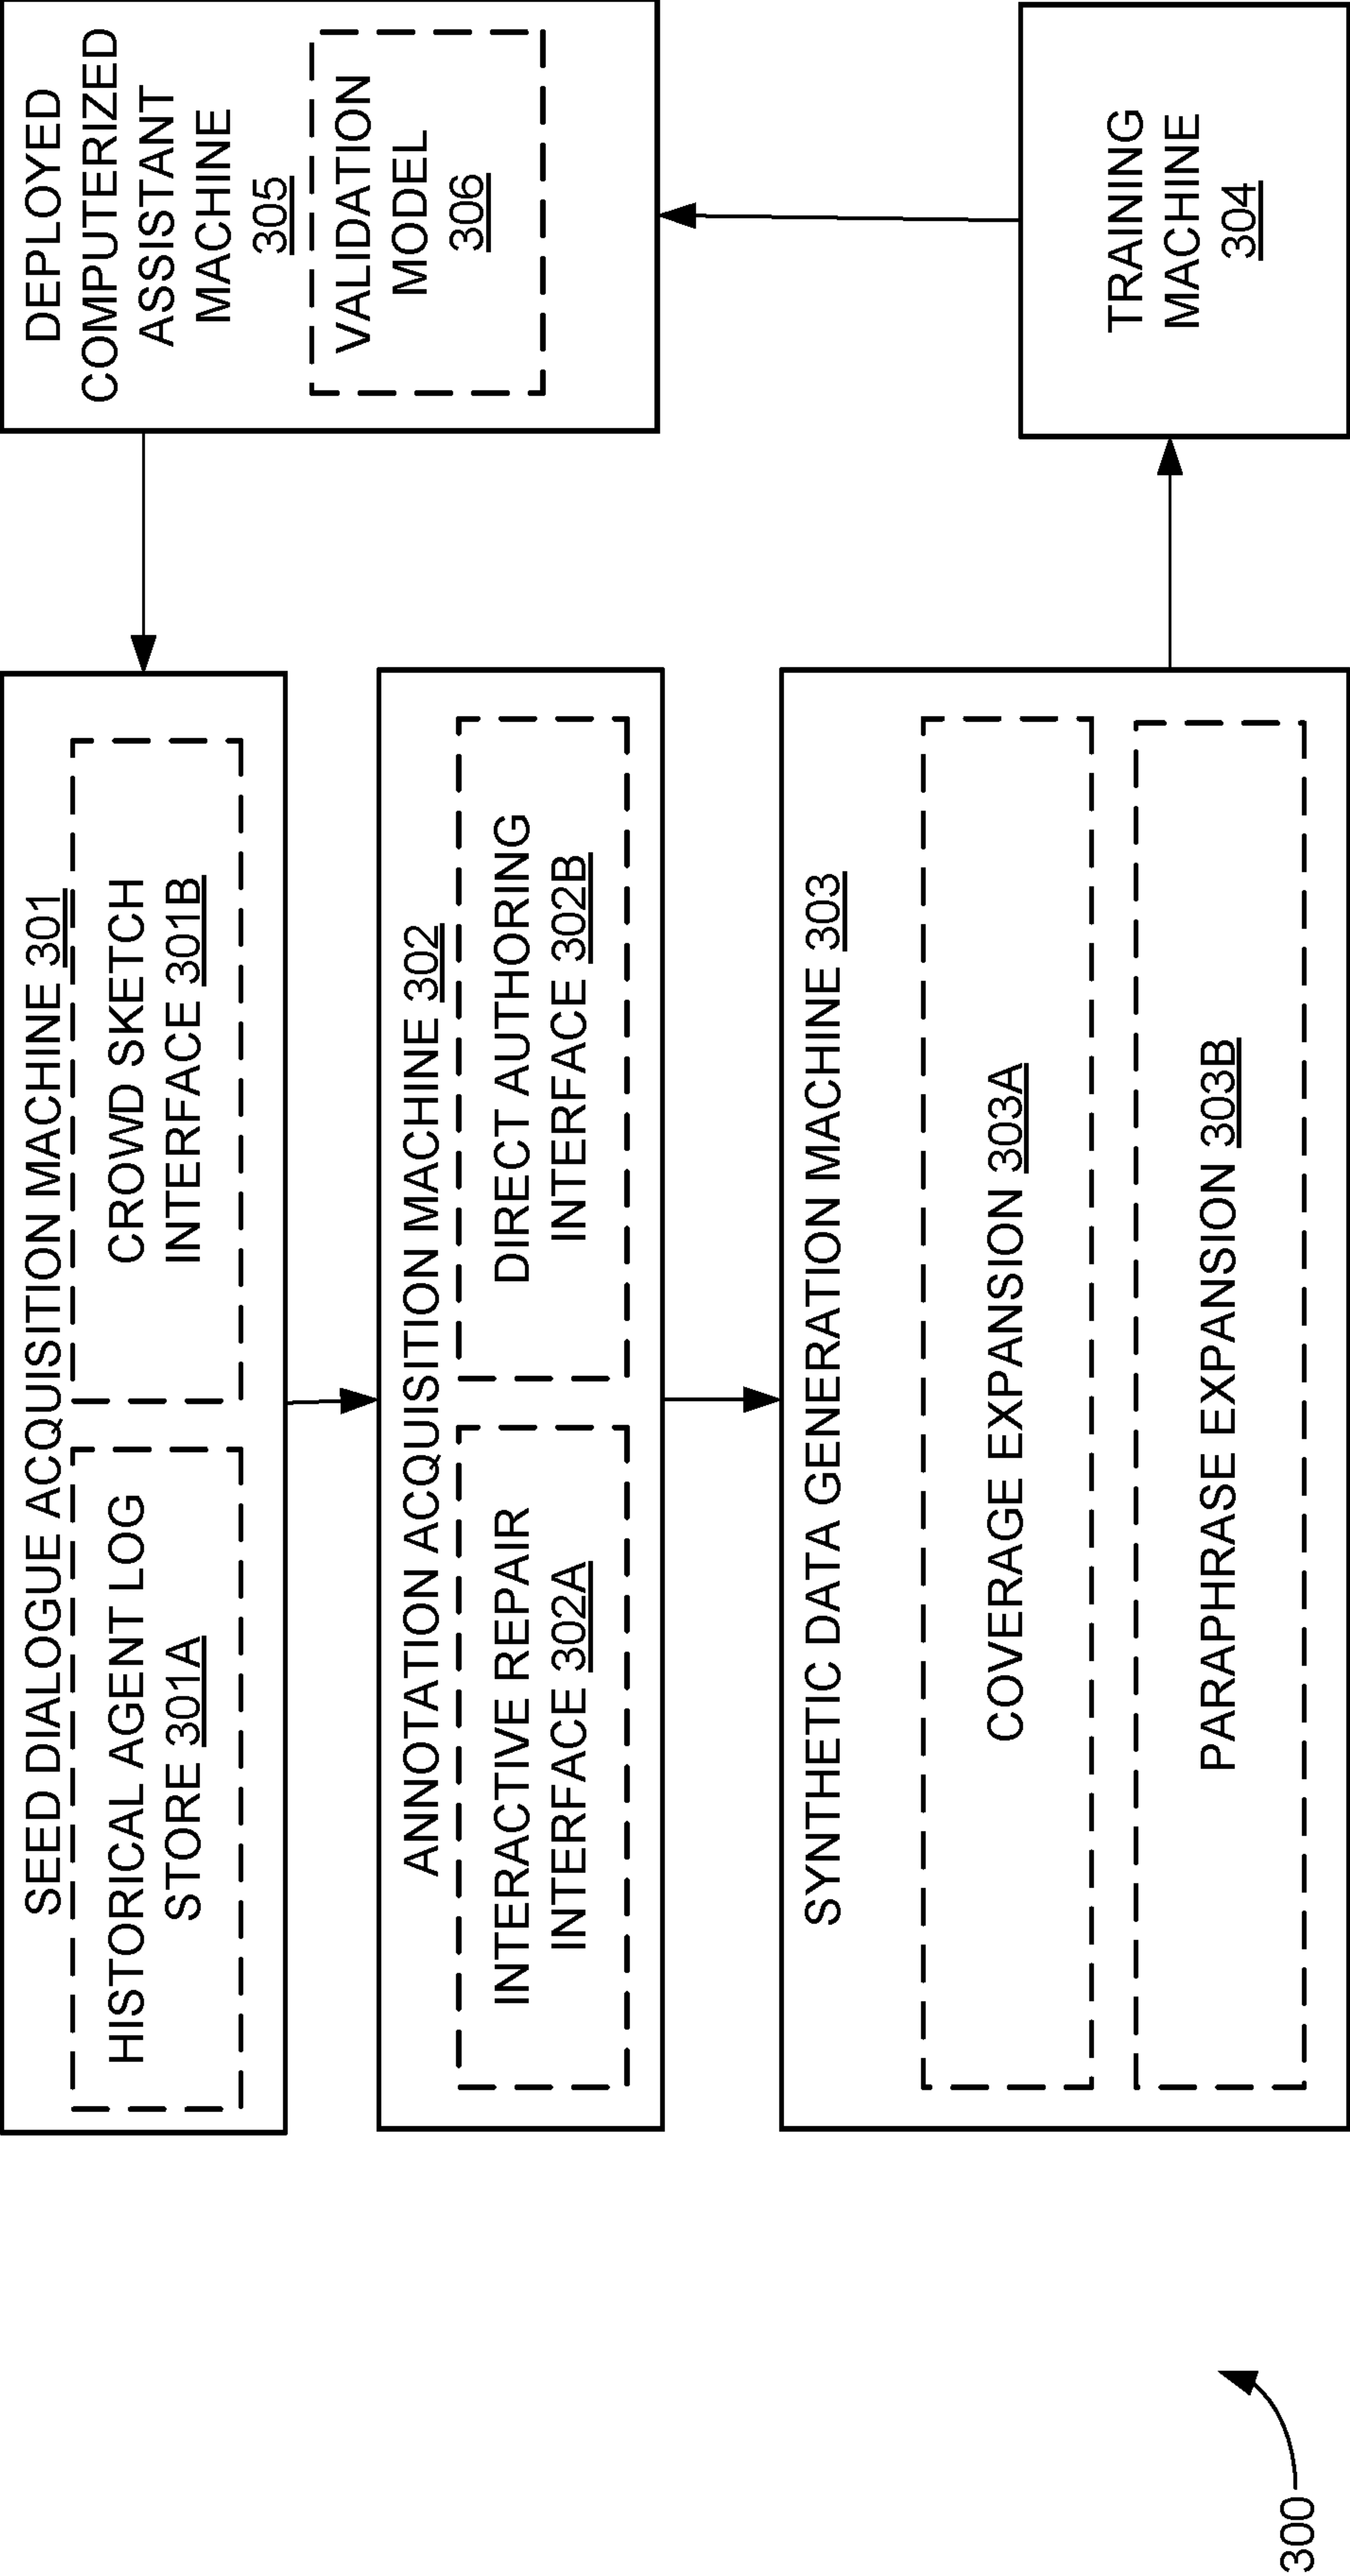 SEED DIALOGUE ACQUISITION MACHINE 301
HISTORICAL AGENT LOG
STORE 301A
CROWD SKETCH
INTERFACE 301B
ANNOTATION ACQUISITION MACHINE 302
INTERACTIVE REPAIR
INTERFACE 302A
DIRECT AUTHORING
INTERFACE 302B
SYNTHETIC DATA GENERATION MACHINE 303
COVERAGE EXPANSION 303A
PARAPHRASE EXPANSION 303B
DEPLOYED
COMPUTERIZED
ASSISTANT
MACHINE
305
VALIDATION
MODEL
306
TRAINING
MACHINE
304
300